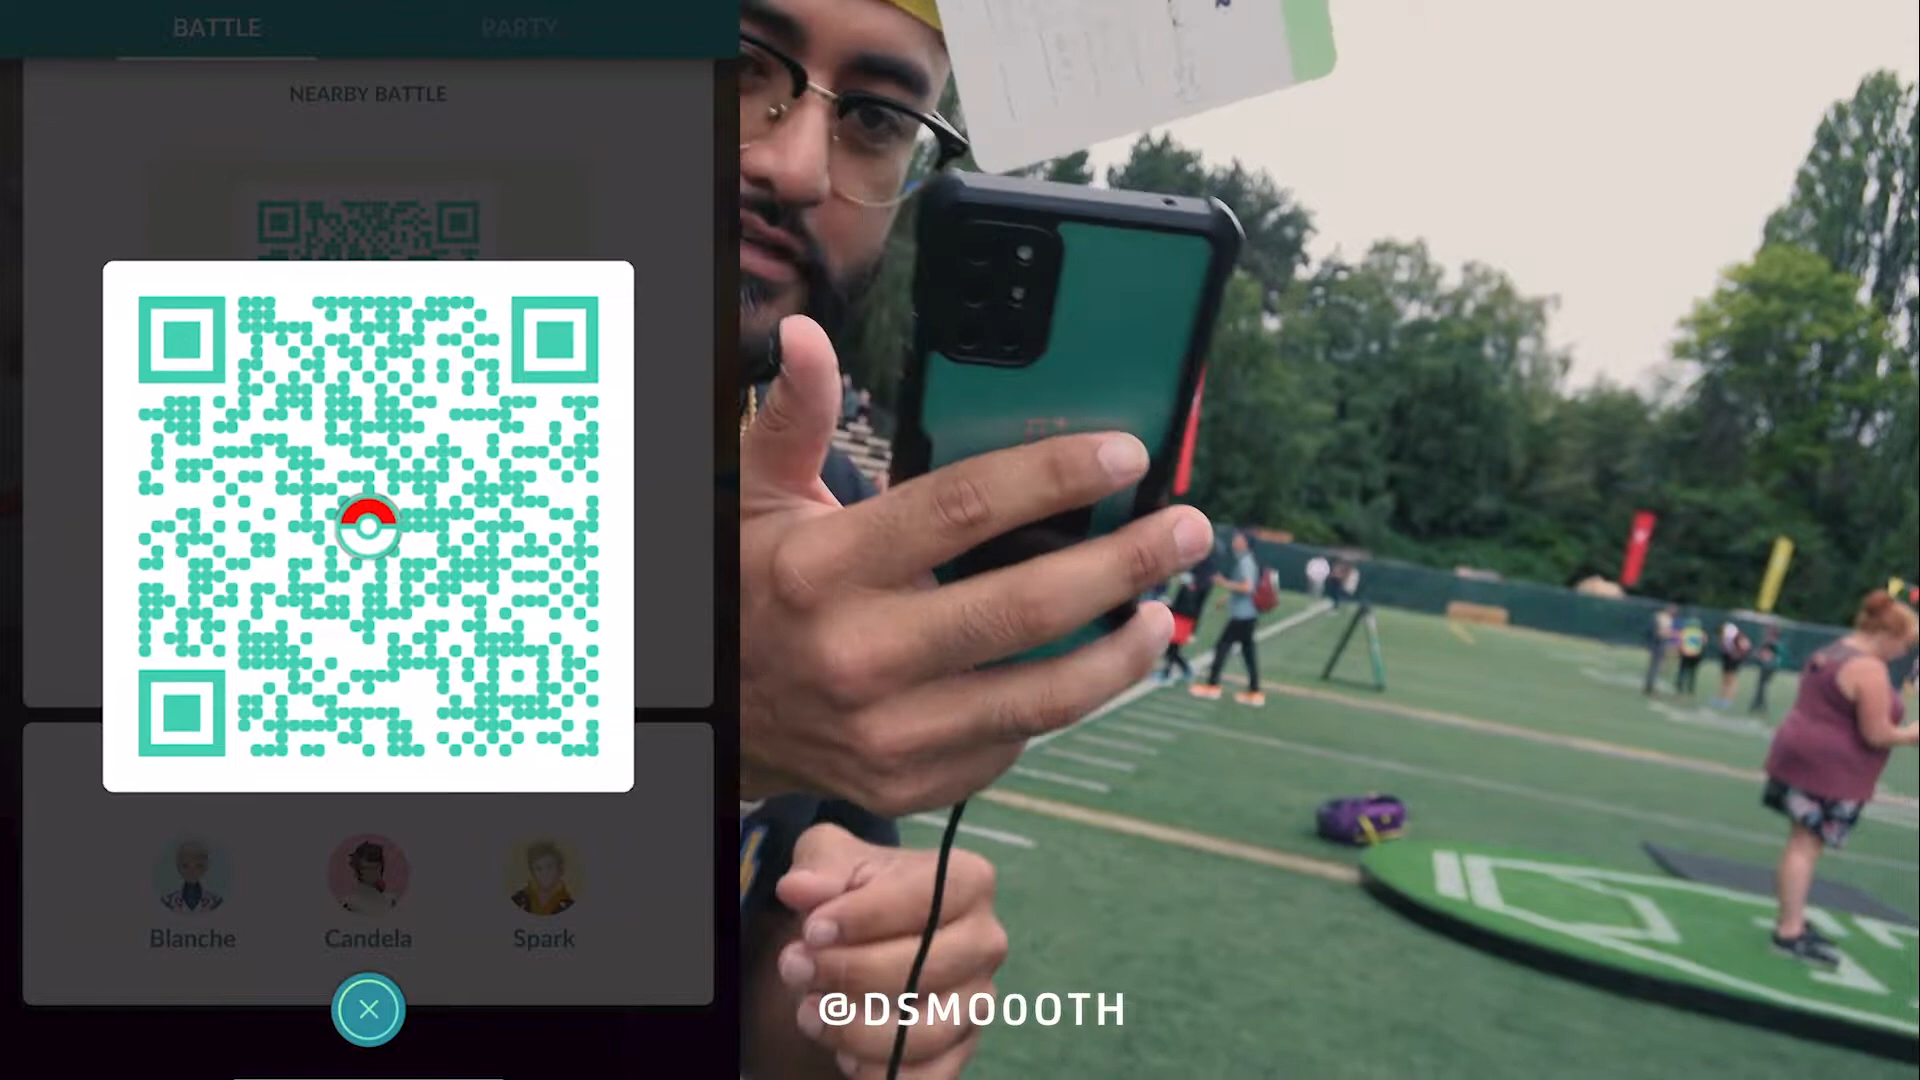 BATTLE
PARTY
NEARBY BATTLE
Blanche
Candela
Spark
@DSMOOOTH